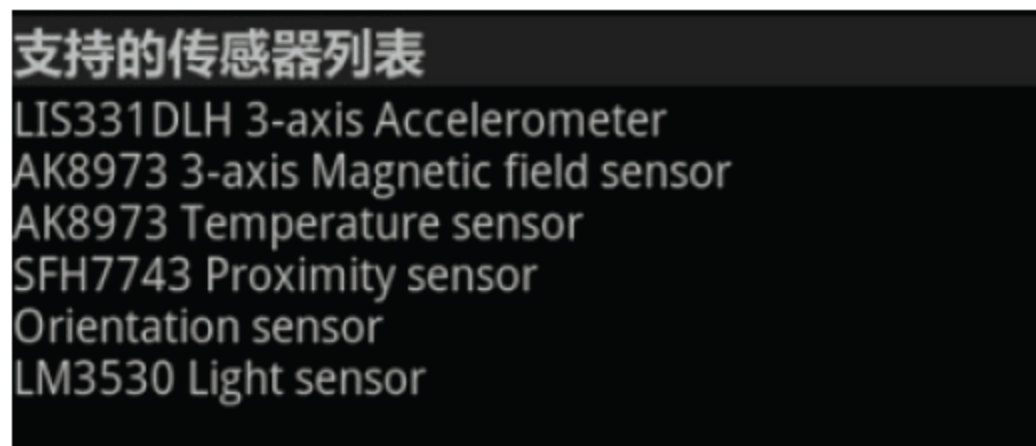 支持的传感器列表
LIS331DLH 3-axis Accelerometer
AK8973 3-axis Magnetic field sensor
AK8973 Temperature sensor
SFH7743 Proximity sensor
Orientation sensor
LM3530 Light sensor